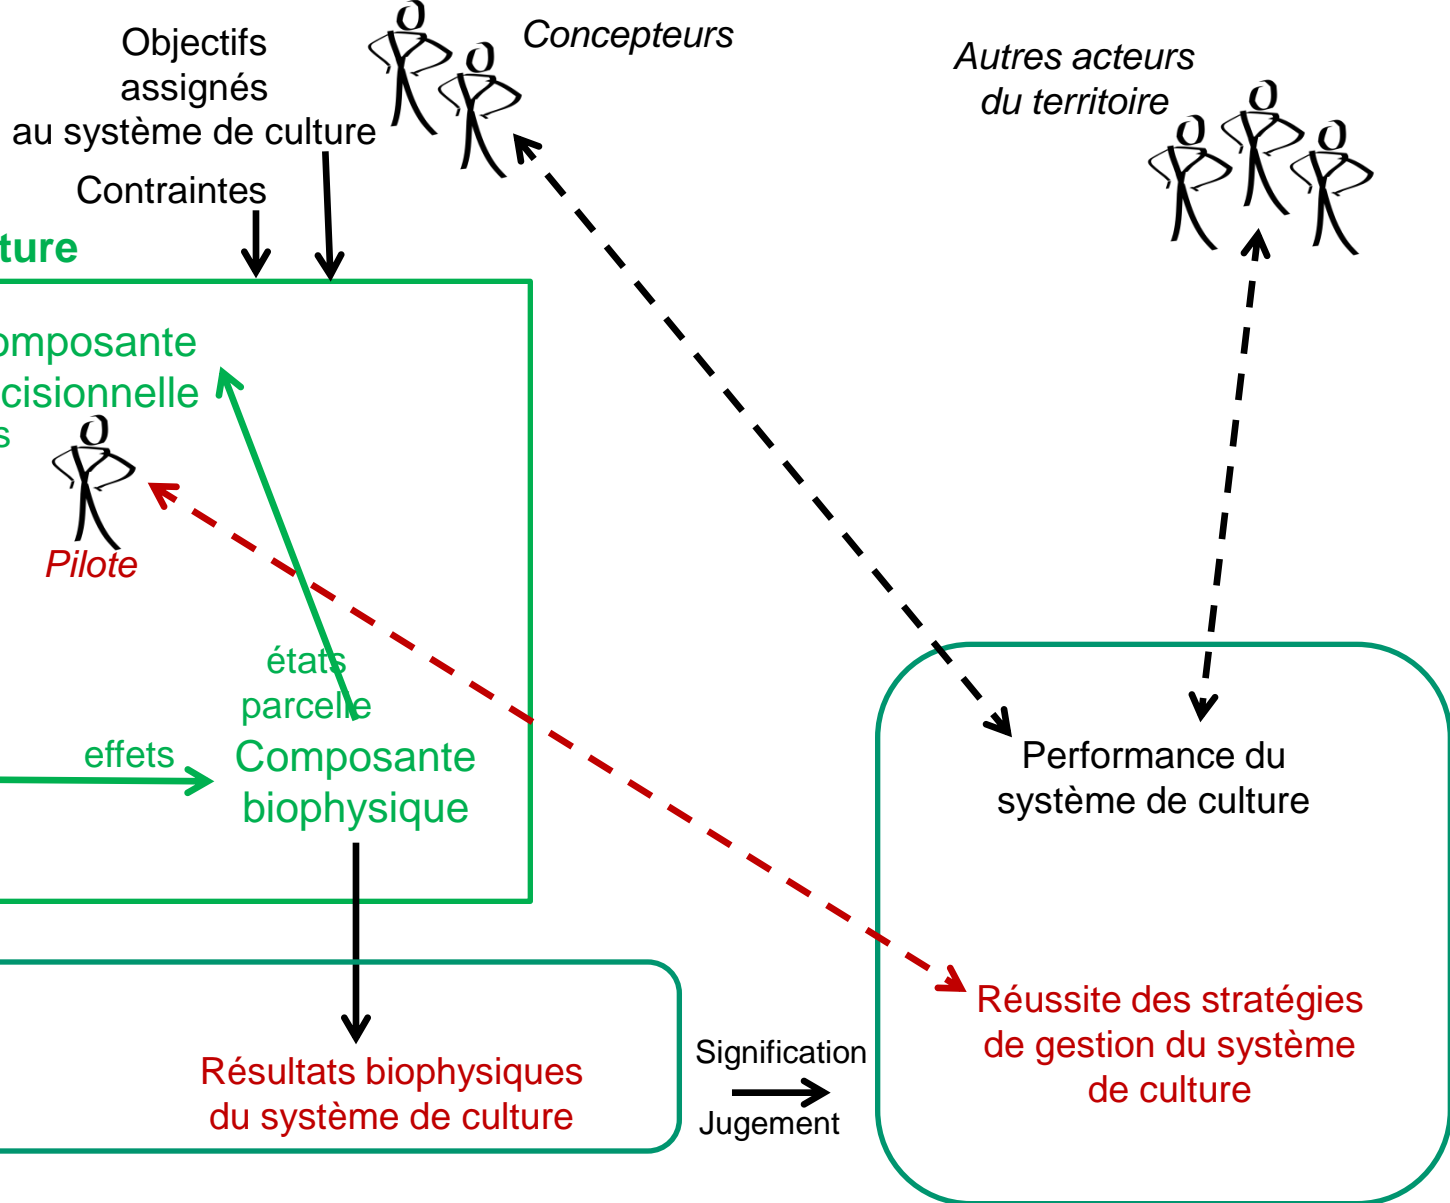 Objectifs
assignés
au système de culture
Concepteurs
Autres acteurs
du territoire
Contraintes
ture
omposante
cisionnelle
s
Pilote
états
parcelle
effets
Composante
biophysique
Performance du
système de culture
Réussite des stratégies
de gestion du système
de culture
Résultats biophysiques
du système de culture
Signification
Jugement